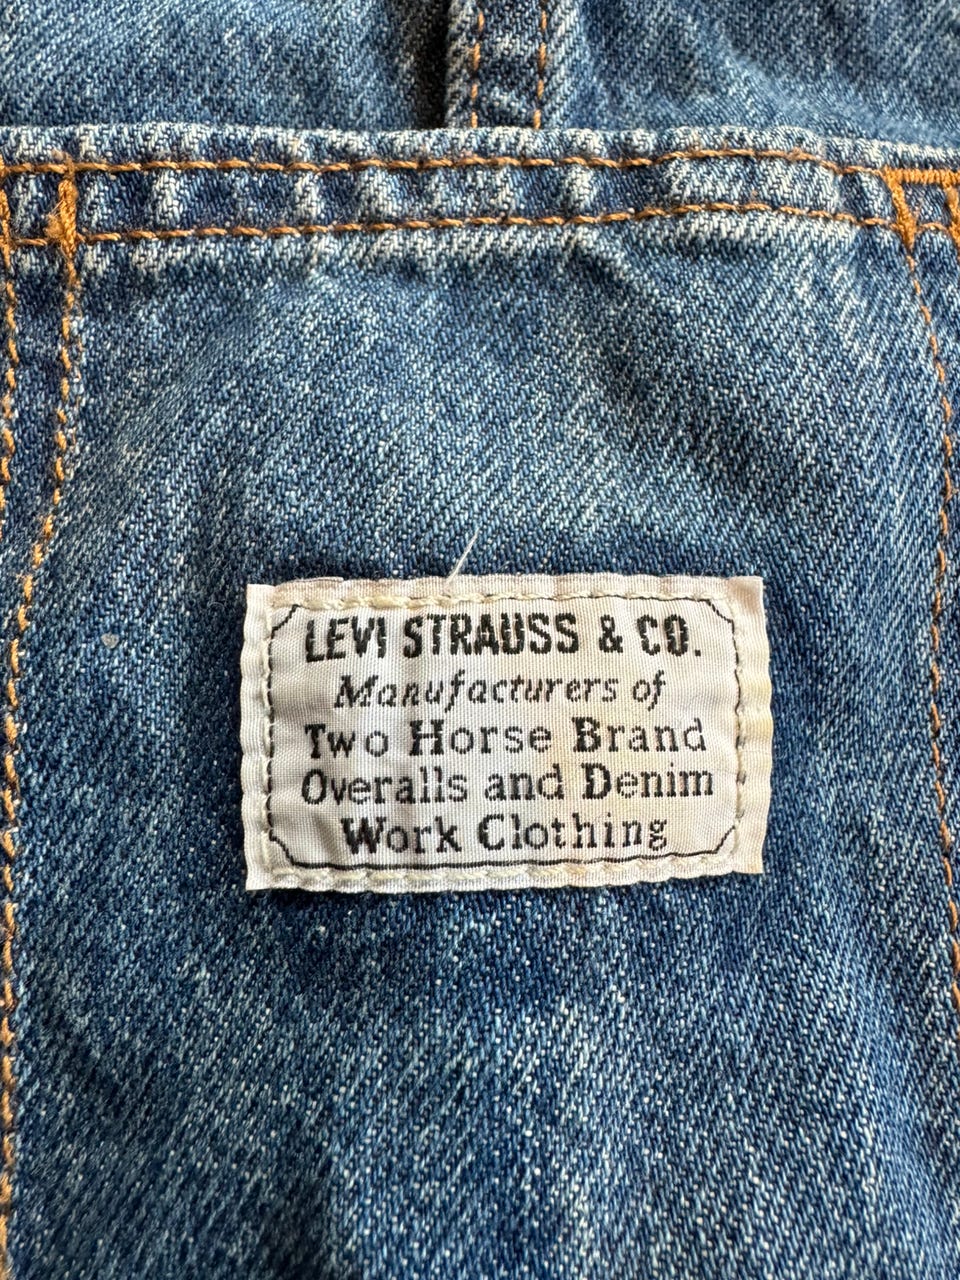 LEVI STRAUSS & CO.
Manufacturers of
Two Horse Brand
Overalls and Denim
Work Clothing